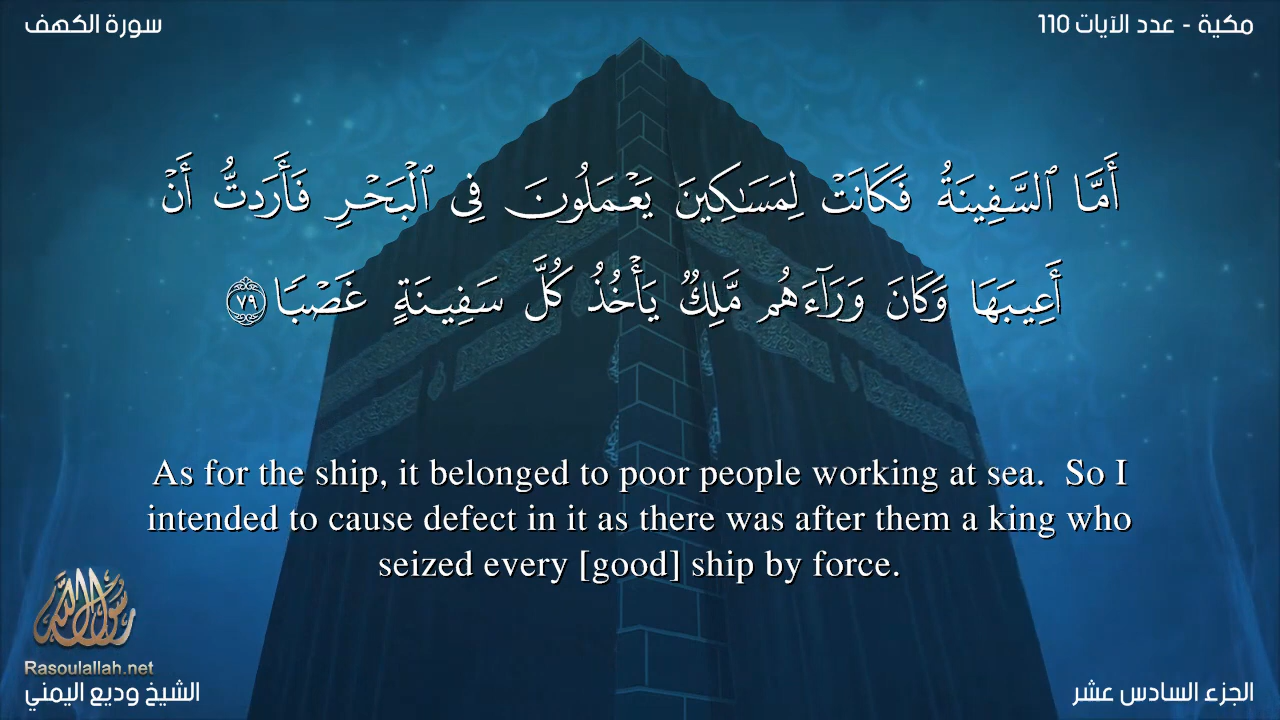 مكية - عدد الآيات 110
سورة الكهف
أَمَّا ٱلسَّفِينَةُ فَكَانَتْ لِمَسَـٰكِينَ يَعْمَلُونَ فِى ٱلْبَحْرِ فَأَرَدتُّ أَنْ
أَعِيبَهَا وَكَانَ وَرَآءَهُم مَّلِكٌ يَأْخُذُ كُلَّ سَفِينَةٍ غَصْبًا ٧٩
As for the ship, it belonged to poor people working at sea.  So I
intended to cause defect in it as there was after them a king who
seized every [good] ship by force.
رسول الله
Rasoulallah.net
الجزء السادس عشر
الشيخ وديع اليمني